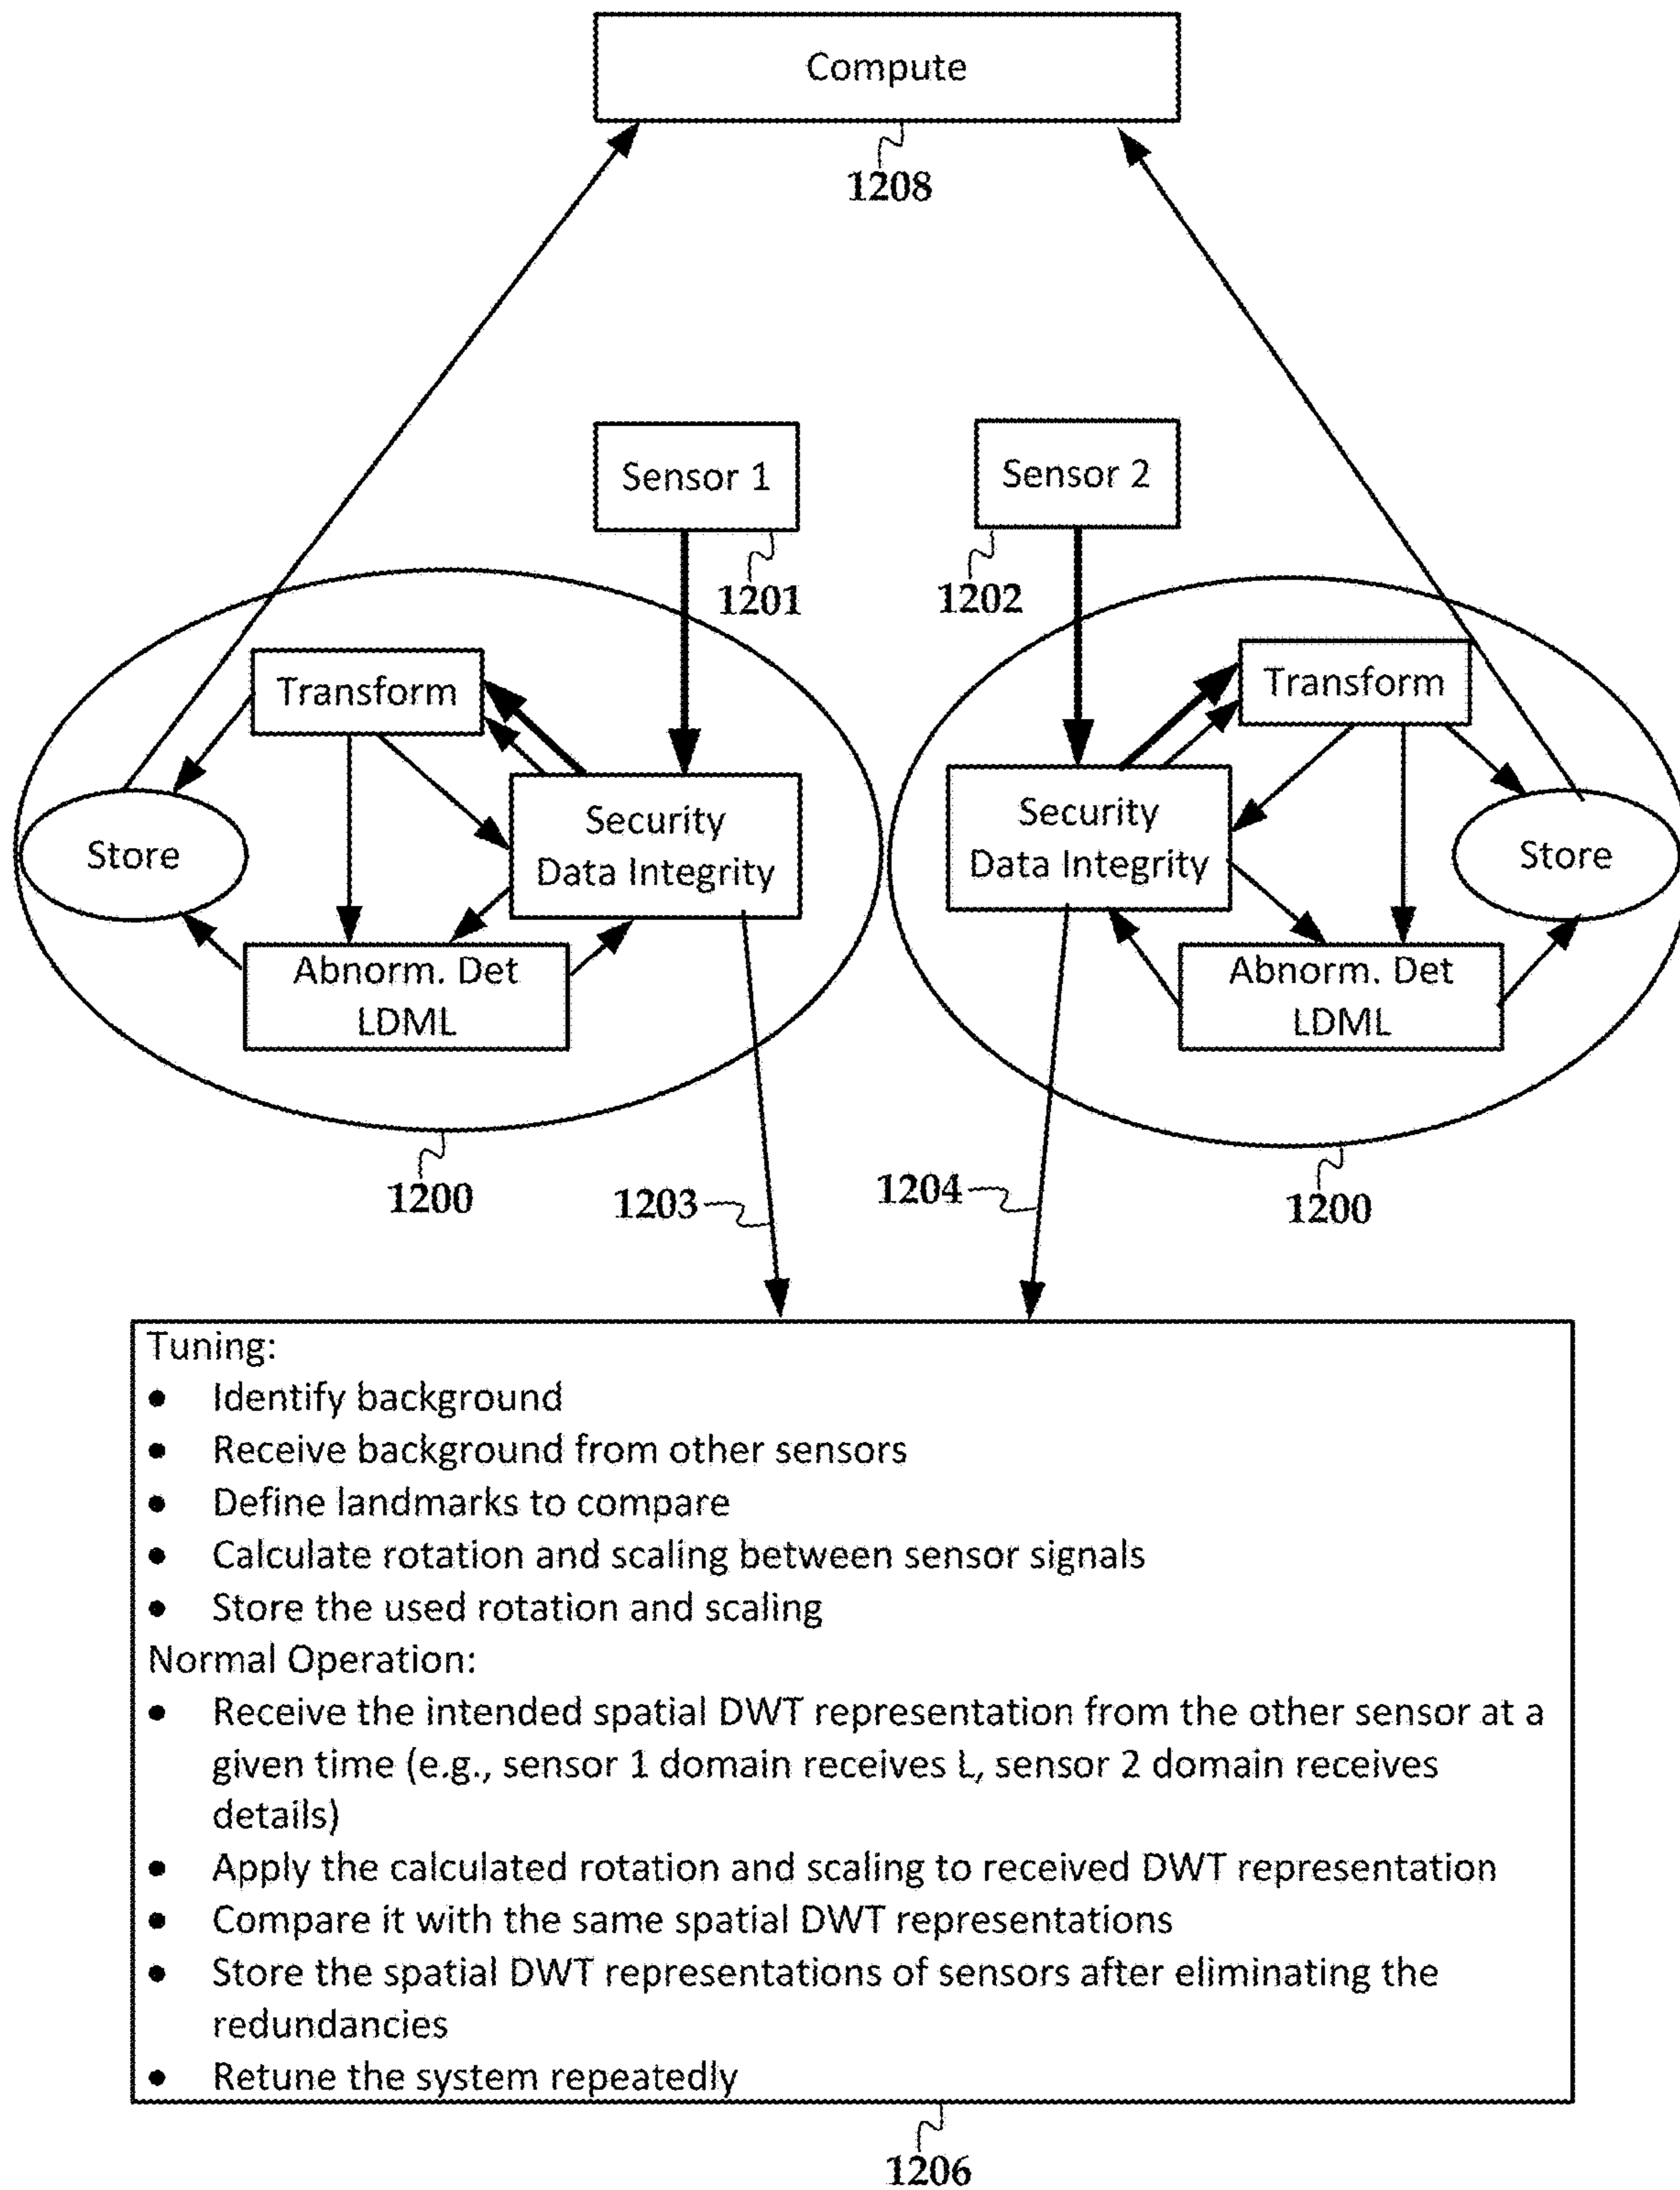 Compute
1208
Sensor 1
Sensor 2
1201
1202
Transform
Transform
Security
Data Integrity
Security
Data Integrity
Store
Store
Abnorm. Det
LDML
Abnorm. Det
LDML
1200
1203
1204
1200
Tuning:
• Identify background
• Receive background from other sensors
• Define landmarks to compare
• Calculate rotation and scaling between sensor signals
• Store the used rotation and scaling
Normal Operation:
• Receive the intended spatial DWT representation from the other sensor at a
given time (e.g., sensor 1 domain receives L, sensor 2 domain receives
details)
• Apply the calculated rotation and scaling to received DWT representation
• Compare it with the same spatial DWT representations
• Store the spatial DWT representations of sensors after eliminating the
redundancies
• Retune the system repeatedly
1206